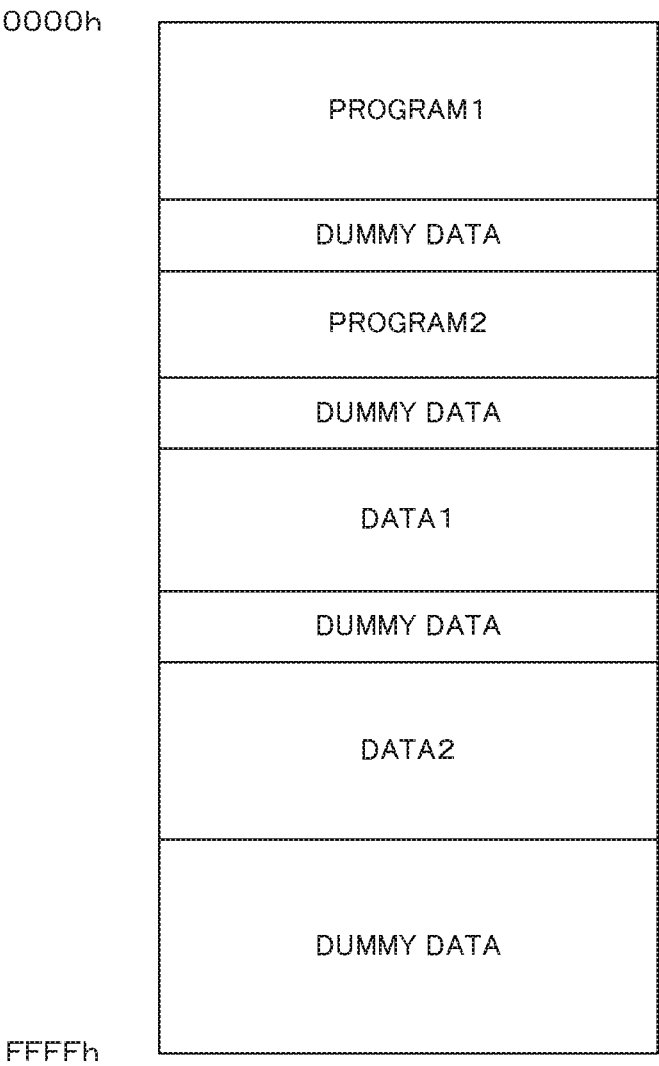 0000h
PROGRAM1
DUMMY DATA
PROGRAM2
DUMMY DATA
DATA1
DUMMY DATA
DATA2
DUMMY DATA
FFFFh